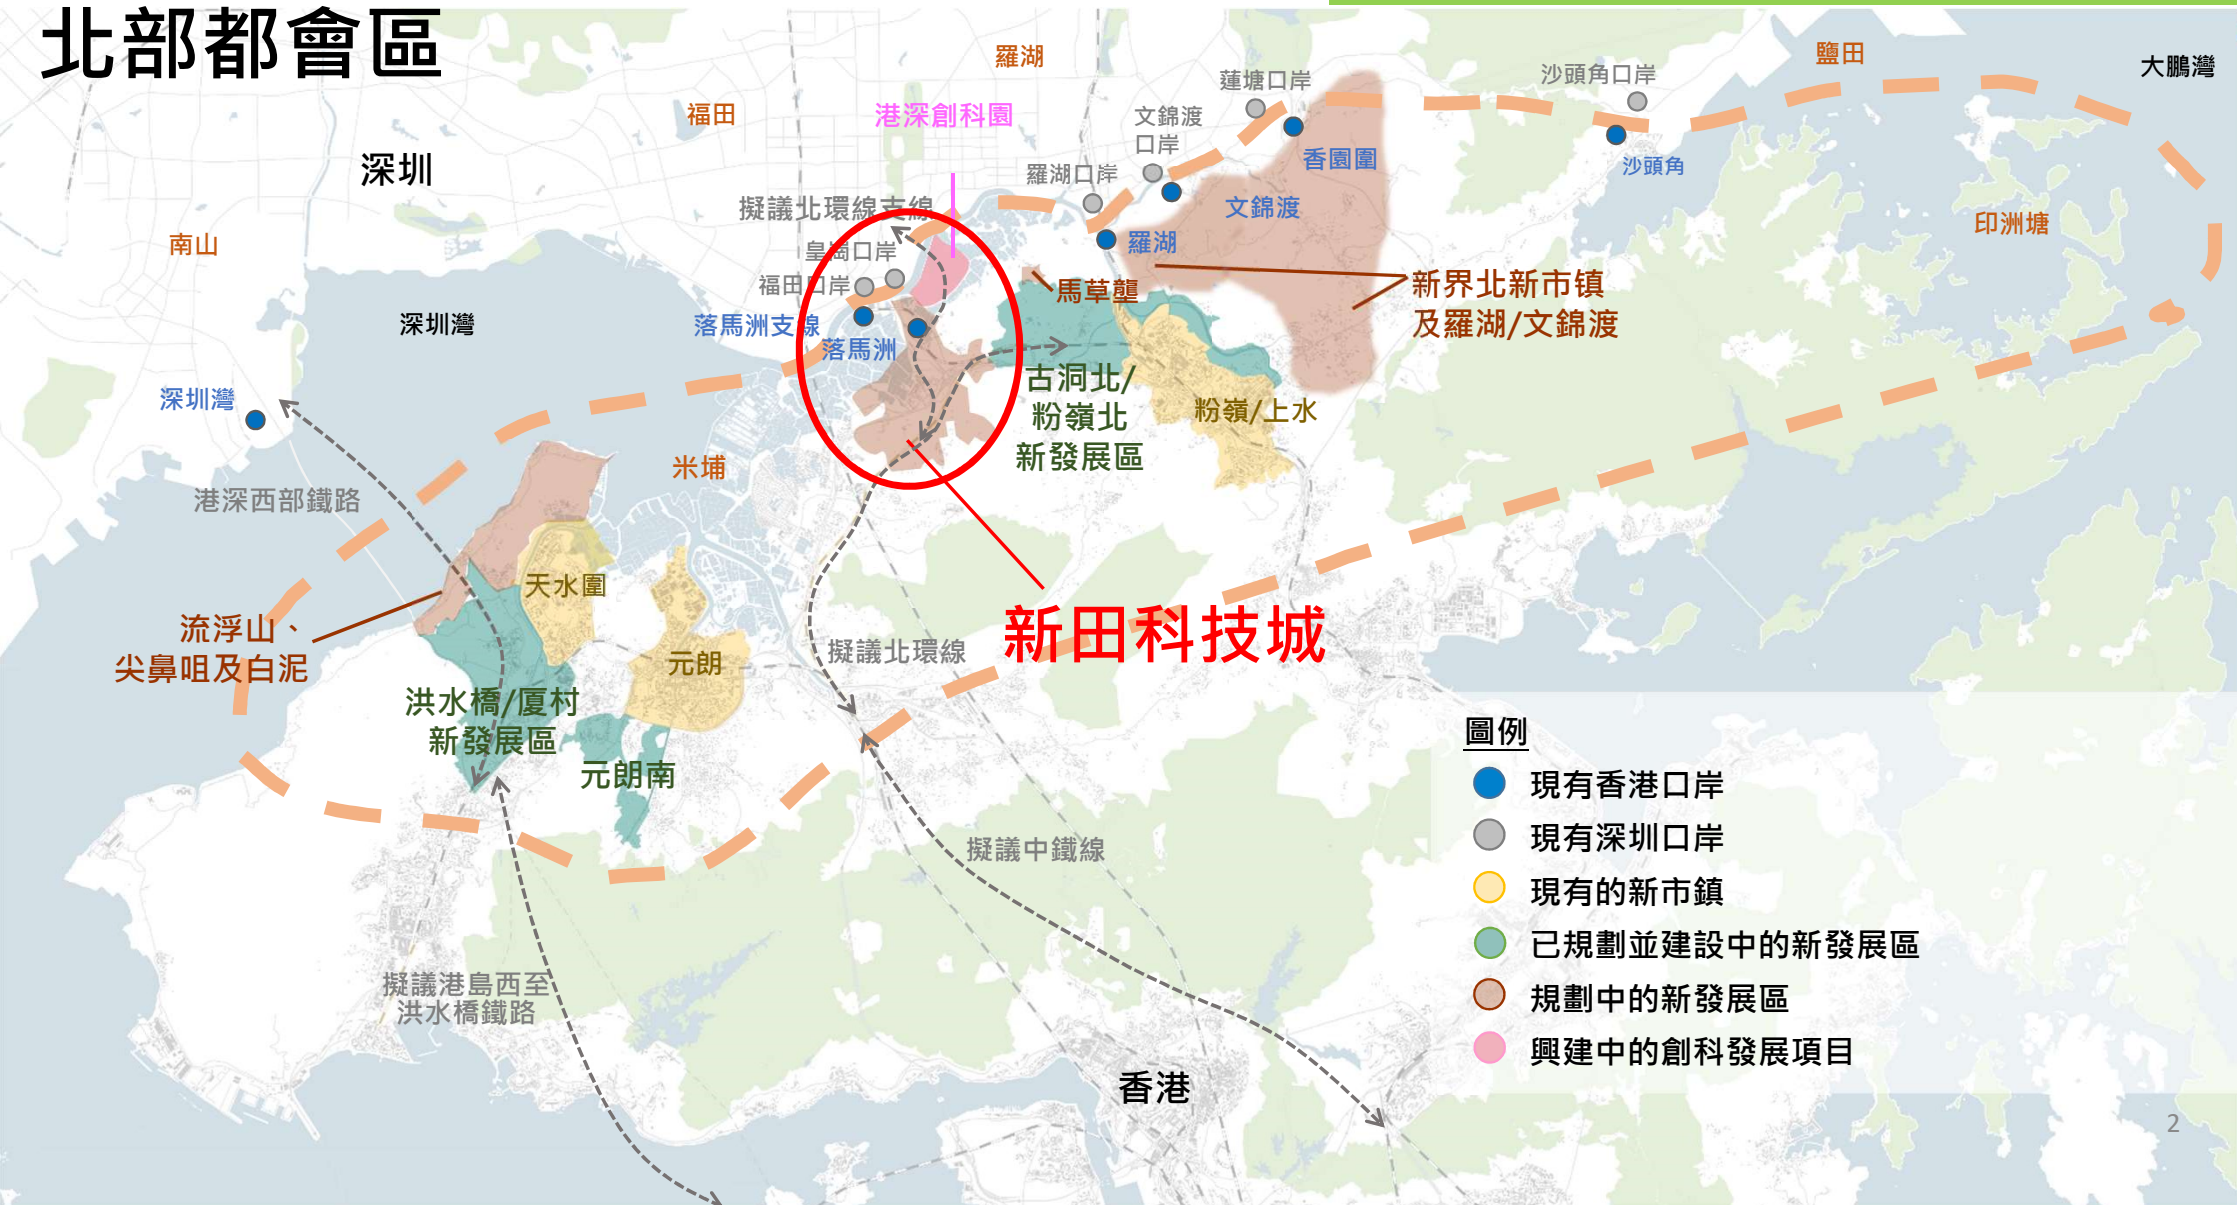 北部都會區
羅湖
鹽田
大鵬灣
蓮塘口岸
沙頭角口岸
福田
港深創科園
文錦渡
口岸
深圳
香園圍
沙頭角
羅湖口岸
擬議北環線支線
文錦渡
印洲塘
南山
皇崗口岸
羅湖
福田口岸
馬草壟
新界北新市镇
及羅湖/文錦渡
深圳灣
落馬洲支線
落馬洲
深圳灣
古洞北/
粉嶺北
新發展區
粉嶺/上水
米埔
港深西部鐵路
天水圍
流浮山、
尖鼻咀及白泥
新田科技城
擬議北環線
元朗
洪水橋/厦村
新發展區
元朗南
圖例
現有香港口岸
現有深圳口岸
現有的新市鎮
已規劃並建設中的新發展區
規劃中的新發展區
興建中的創科發展項目
擬議中鐵線
擬議港島西至
洪水橋鐵路
香港
2